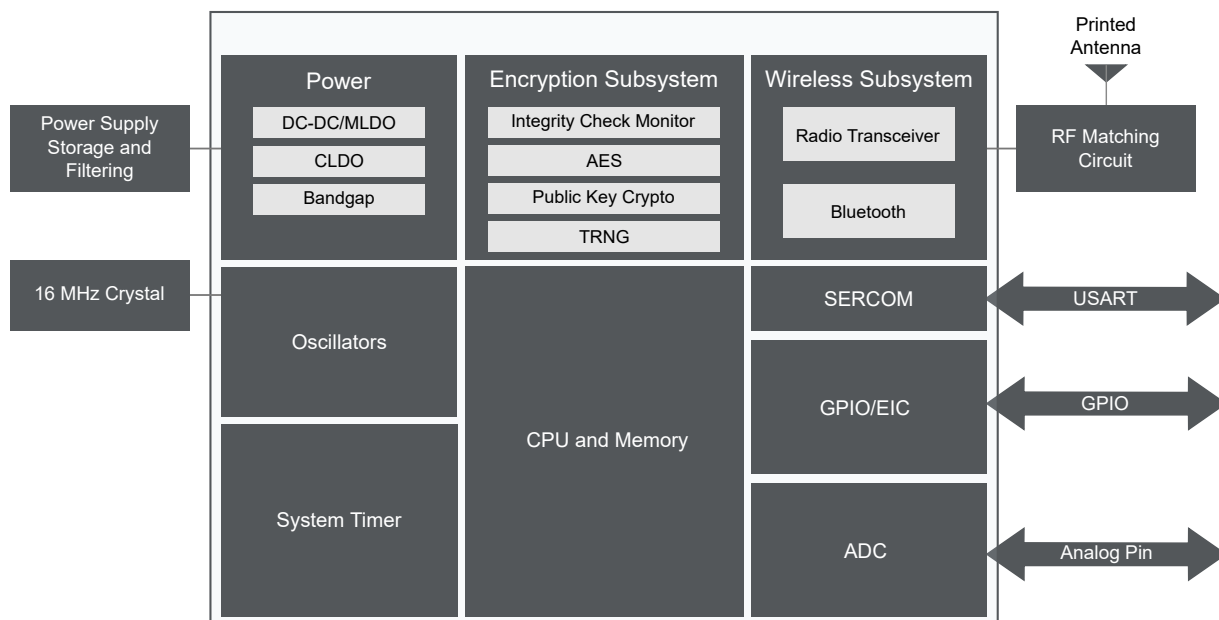 Printed
Antenna
Power
Encryption Subsystem
Wireless Subsystem
Power Supply
Storage and
Filtering
DC-DC/MLDO
CLDO
Bandgap
Integrity Check Monitor
AES
Public Key Crypto
TRNG
Radio Transceiver
Bluetooth
RF Matching
Circuit
16 MHz Crystal
Oscillators
System Timer
CPU and Memory
SERCOM
USART
GPIO/EIC
GPIO
ADC
Analog Pin